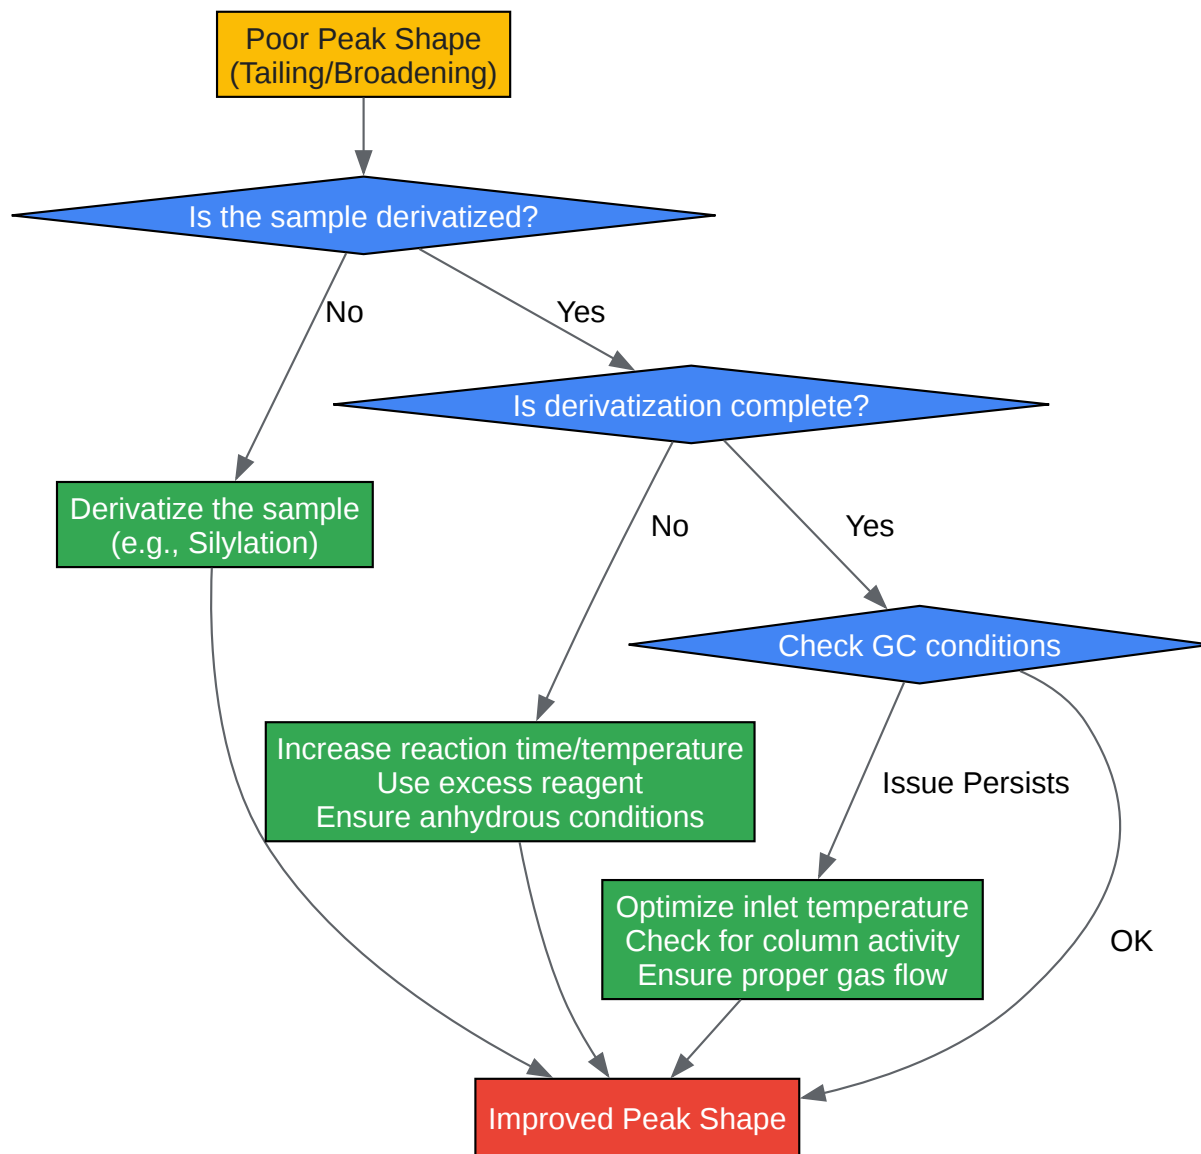 Poor Peak Shape
(Tailing/Broadening)
Is the sample derivatized?
No
Yes
Is derivatization complete?
Derivatize the sample
(e.g., Silylation)
No
Yes
Check GC conditions
Increase reaction time/temperature
Use excess reagent
Ensure anhydrous conditions
Issue Persists
Optimize inlet temperature
Check for column activity
Ensure proper gas flow
OK
Improved Peak Shape